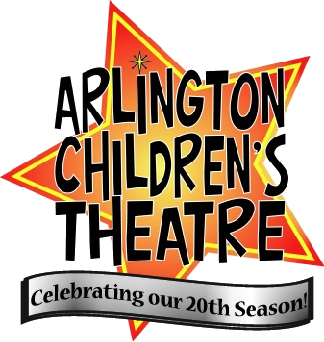 ARLINGTON
CHILDREN'S
THEATRE
Celebrating our 20th Season!